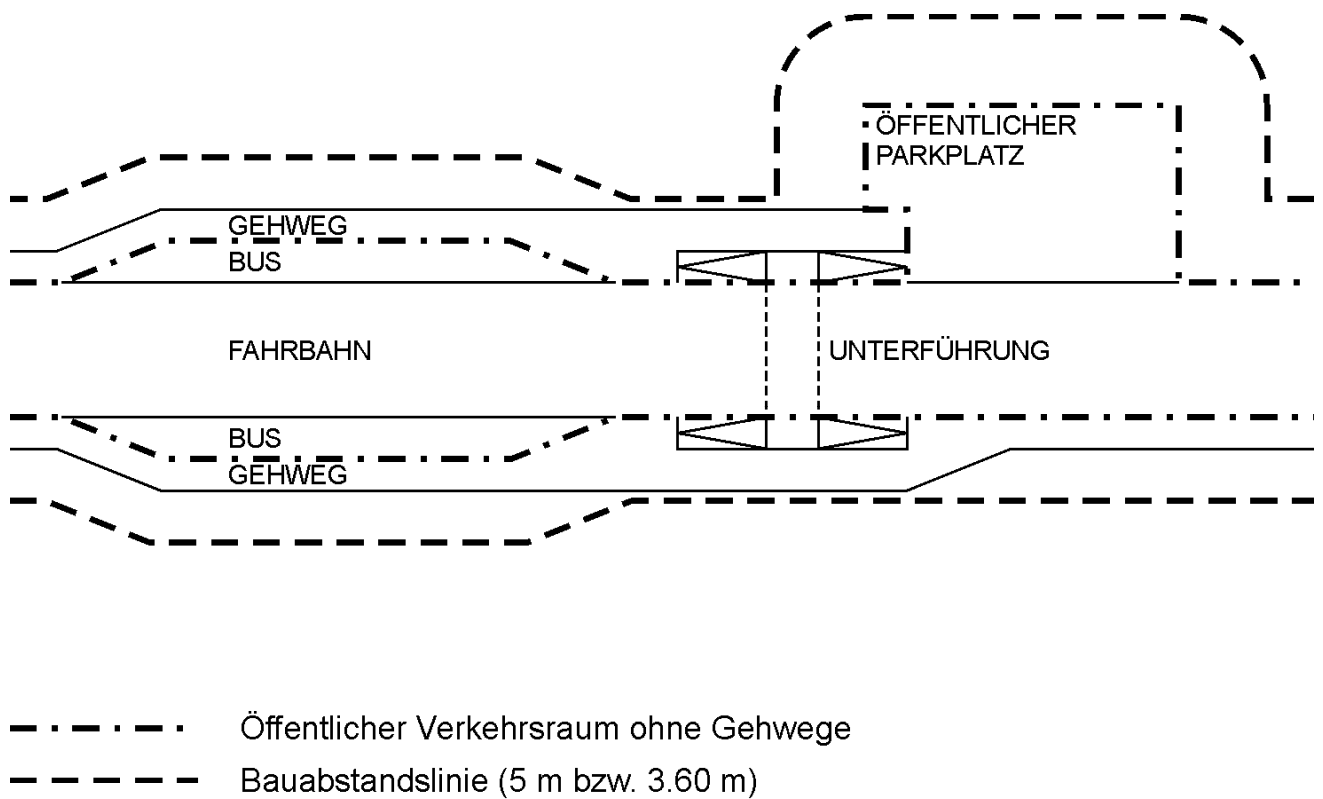 ÖFFENTLICHER
PARKPLATZ
GEHWEG
BUS
FAHRBAHN
UNTERFÜHRUNG
BUS
GEHWEG
Öffentlicher Verkehrsraum ohne Gehwege
Bauabstandslinie (5 m bzw. 3.60 m)